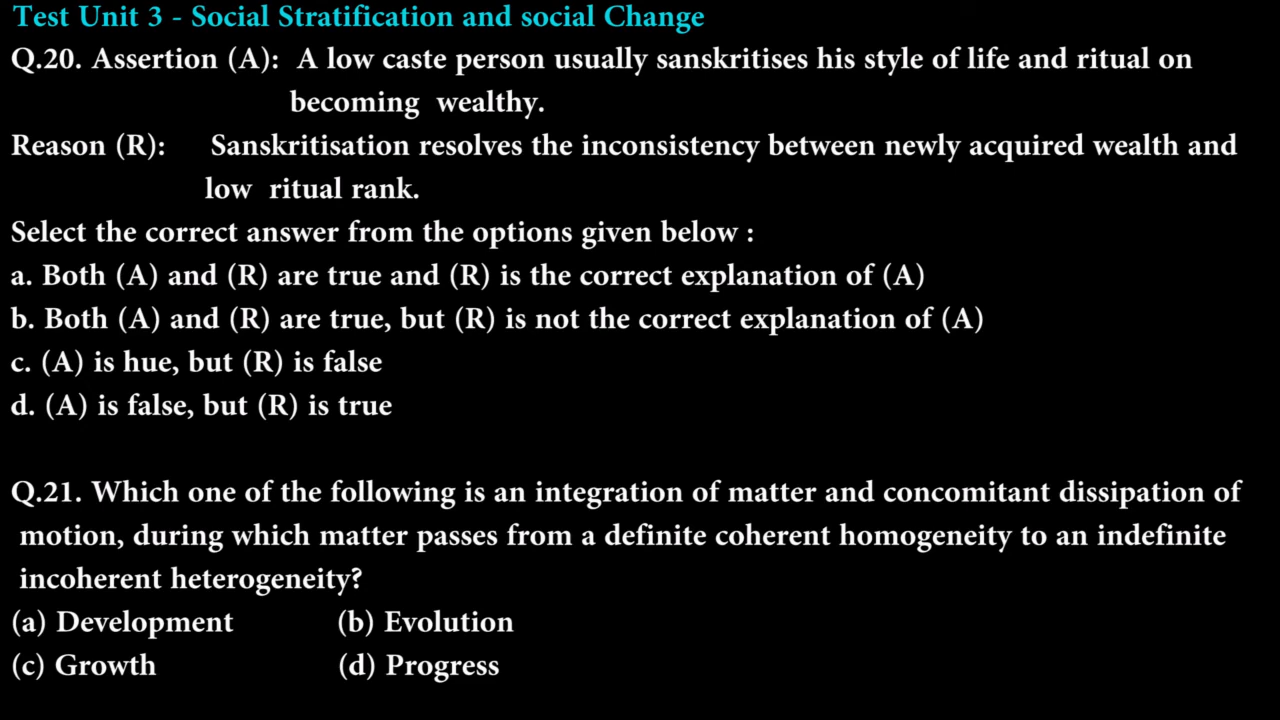 Test Unit 3 - Social Stratification and social Change
Q.20. Assertion (A): A low caste person usually sanskritises his style of life and ritual on
becoming wealthy.
Reason (R): Sanskritisation resolves the inconsistency between newly acquired wealth and
low ritual rank.
Select the correct answer from the options given below :
a. Both (A) and (R) are true and (R) is the correct explanation of (A)
b. Both (A) and (R) are true, but (R) is not the correct explanation of (A)
c. (A) is hue, but (R) is false
d. (A) is false, but (R) is true
Q.21. Which one of the following is an integration of matter and concomitant dissipation of
motion, during which matter passes from a definite coherent homogeneity to an indefinite
incoherent heterogeneity?
(a) Development (b) Evolution
(c) Growth (d) Progress